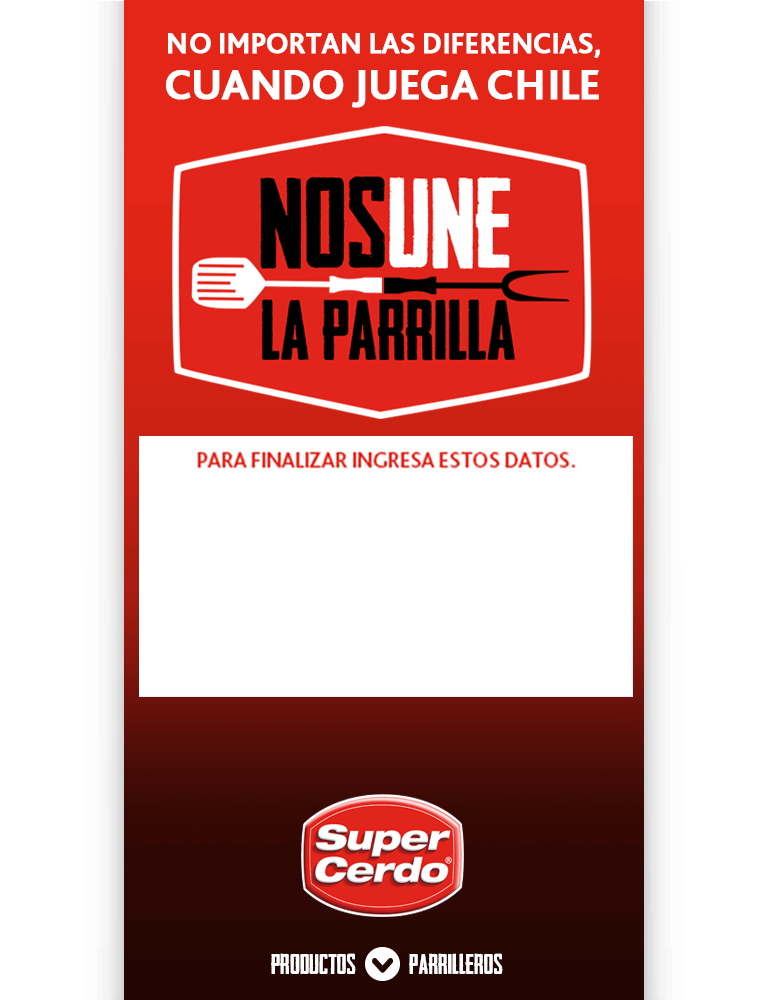 NO IMPORTAN LAS DIFERENCIAS,
CUANDO JUEGA CHILE
NOSUNE
LA PARRILLA
PARA FINALIZAR INGRESA ESTOS DATOS.
Super
Cerdo®
PRODUCTOS PARRILLEROS